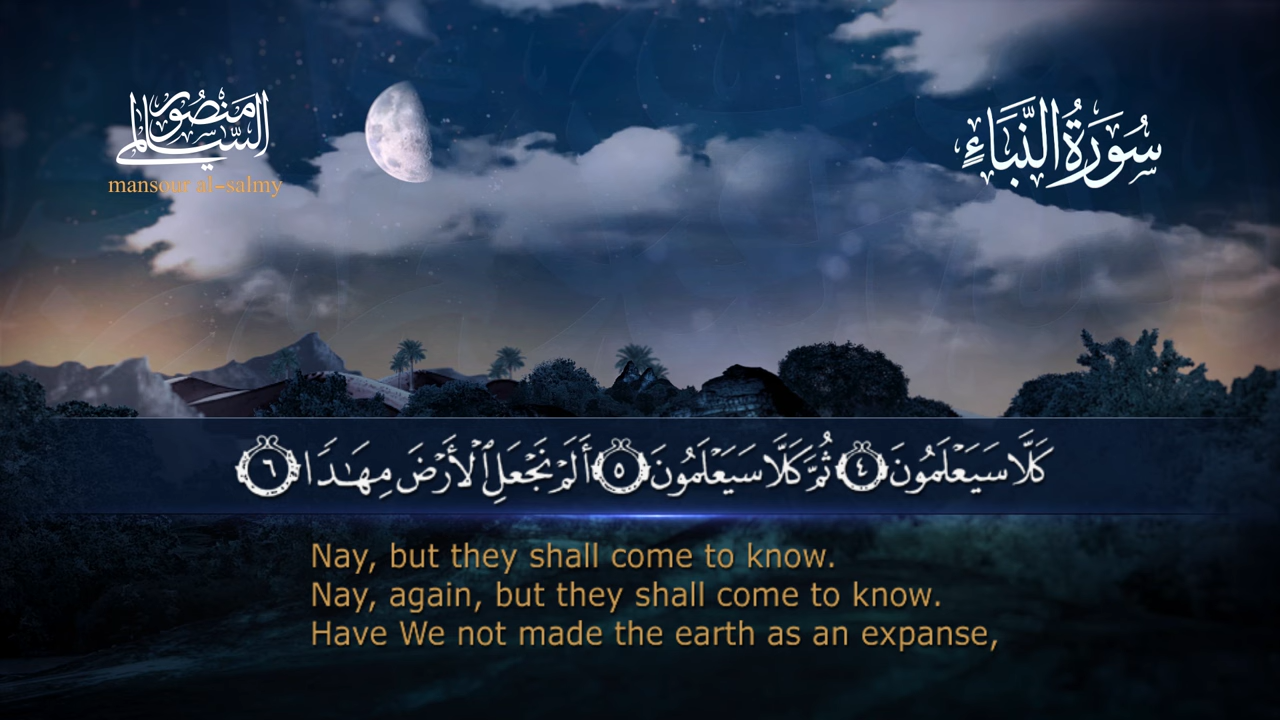 منصور السالمي
mansour al-salmy
سُورَةُ النَّبَاءِ
كَلَّا سَيَعْلَمُونَ ٤ ثُمَّ كَلَّا سَيَعْلَمُونَ ٥ أَلَمْ نَجْعَلِ ٱلْأَرْضَ مِهَـٰدًا ٦
Nay, but they shall come to know.
Nay, again, but they shall come to know.
Have We not made the earth as an expanse,